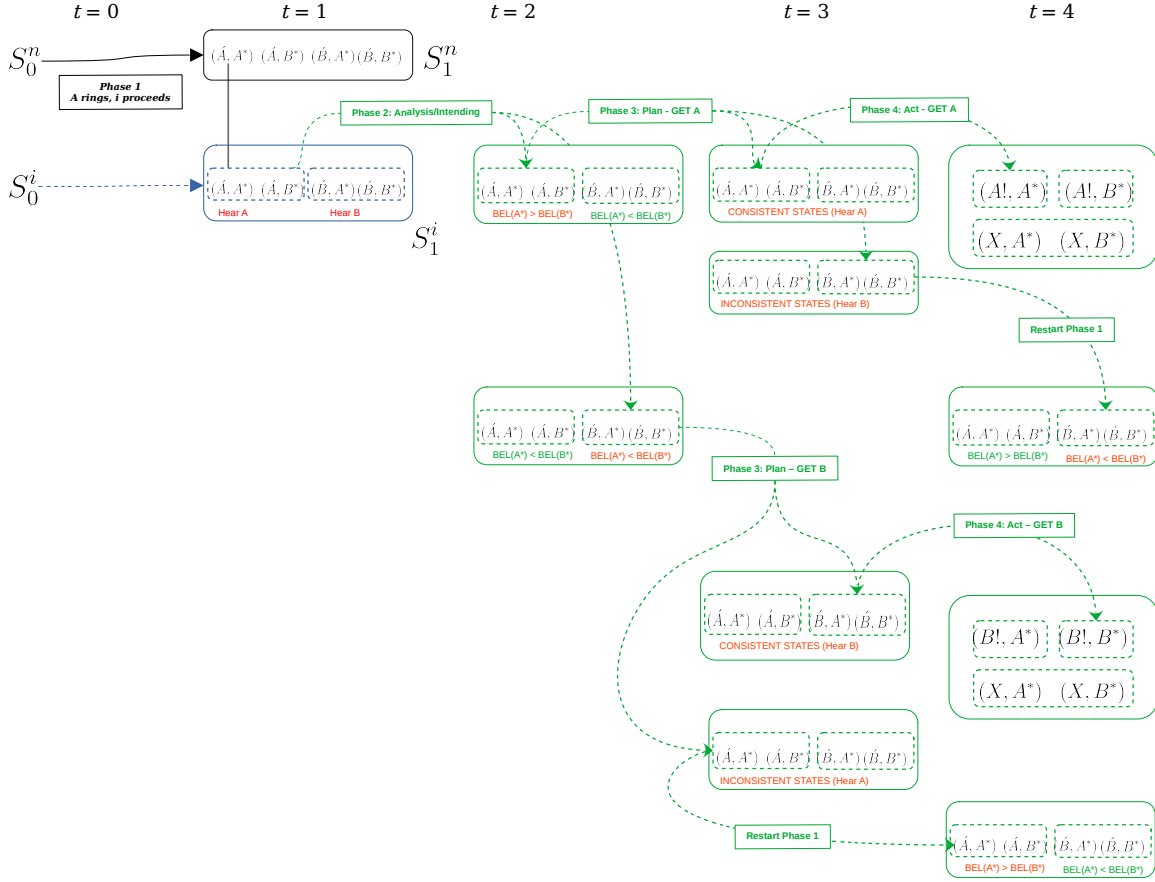 t = 0 t = 1 t = 2 t = 3 t = 4
S_0^n
(Á, A*) (Á, B*) (B́, A*) (B́, B*)
S_1^n
Phase 1
A rings, i proceeds
Phase 2: Analysis/Intending
Phase 3: Plan - GET A
Phase 4: Act - GET A
S_0^i
(Á, A*) (Á, B*) (B́, A*) (B́, B*)
Hear A Hear B
S_1^i
(Á, A*) (Á, B*) (B́, A*) (B́, B*)
BEL(A*) > BEL(B*) BEL(A*) < BEL(B*)
(Á, A*) (Á, B*) (B́, A*) (B́, B*)
CONSISTENT STATES (Hear A)
(A!, A*) (A!, B*)
(X, A*) (X, B*)
(Á, A*) (Á, B*) (B́, A*) (B́, B*)
INCONSISTENT STATES (Hear B)
Restart Phase 1
(Á, A*) (Á, B*) (B́, A*) (B́, B*)
BEL(A*) < BEL(B*) BEL(A*) < BEL(B*)
(Á, A*) (Á, B*) (B́, A*) (B́, B*)
BEL(A*) > BEL(B*) BEL(A*) < BEL(B*)
Phase 3: Plan – GET B
Phase 4: Act – GET B
(Á, A*) (Á, B*) (B́, A*) (B́, B*)
CONSISTENT STATES (Hear B)
(B!, A*) (B!, B*)
(X, A*) (X, B*)
(Á, A*) (Á, B*) (B́, A*) (B́, B*)
INCONSISTENT STATES (Hear A)
Restart Phase 1
(Á, A*) (Á, B*) (B́, A*) (B́, B*)
BEL(A*) > BEL(B*) BEL(A*) < BEL(B*)